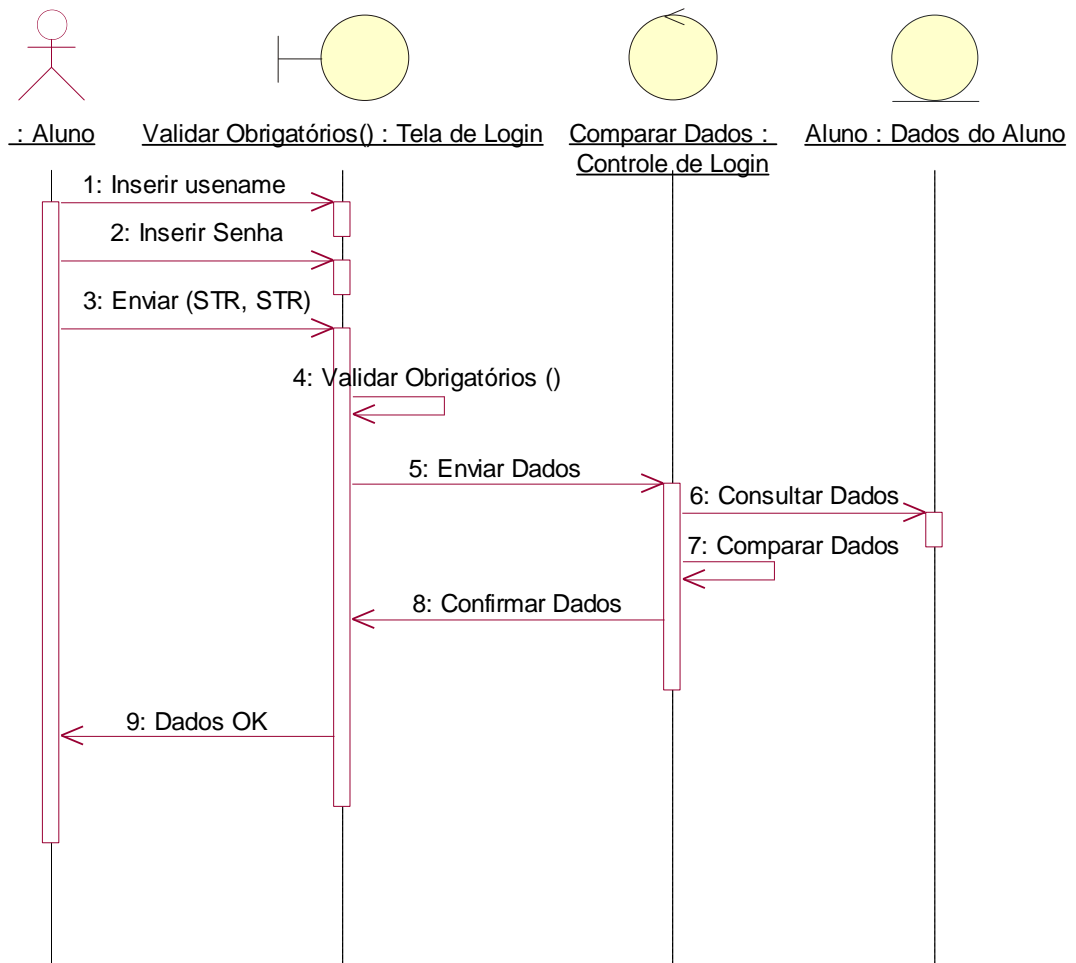 : Aluno
Validar Obrigatórios() : Tela de Login
Comparar Dados :
Controle de Login
Aluno : Dados do Aluno
1: Inserir usename
2: Inserir Senha
3: Enviar (STR, STR)
4: Validar Obrigatórios ()
5: Enviar Dados
6: Consultar Dados
7: Comparar Dados
8: Confirmar Dados
9: Dados OK